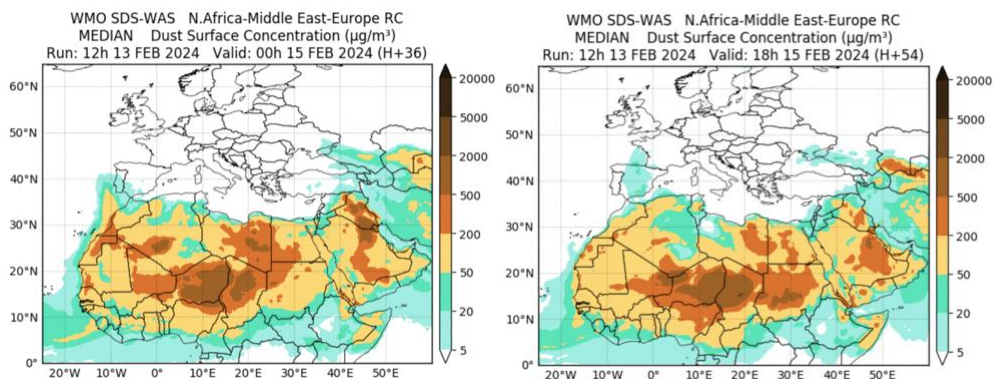 WMO SDS-WAS N.Africa-Middle East-Europe RC
MEDIAN Dust Surface Concentration (µg/m³)
Run: 12h 13 FEB 2024 Valid: 00h 15 FEB 2024 (H+36)
60°N
50°N
40°N
30°N
20°N
10°N
0°
20°W 10°W 0° 10°E 20°E 30°E 40°E 50°E
20000
5000
2000
500
200
50
20
5
WMO SDS-WAS N.Africa-Middle East-Europe RC
MEDIAN Dust Surface Concentration (µg/m³)
Run: 12h 13 FEB 2024 Valid: 18h 15 FEB 2024 (H+54)
60°N
50°N
40°N
30°N
20°N
10°N
0°
20°W 10°W 0° 10°E 20°E 30°E 40°E 50°E
20000
5000
2000
500
200
50
20
5